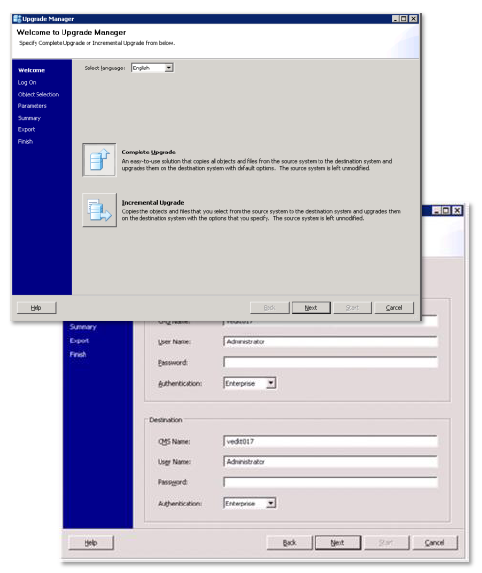 Upgrade Manager
Welcome to Upgrade Manager
Specify Complete Upgrade or Incremental Upgrade from below.
Welcome
Log On
Object Selection
Parameters
Summary
Export
Finish
Select language: English
Complete Upgrade
An easy-to-use solution that copies all objects and files from the source system to the destination system and
upgrades them on the destination system with default options. The source system is left unmodified.
Incremental Upgrade
Copies the objects and files that you select from the source system to the destination system and upgrades them
on the destination system with the options that you specify. The source system is left unmodified.
Help Back Next Start Cancel
Summary
Export
Finish
CMS Name: vedit017
User Name: Administrator
Password:
Authentication: Enterprise
Destination
CMS Name: vedit017
User Name: Administrator
Password:
Authentication: Enterprise
Help Back Next Start Cancel